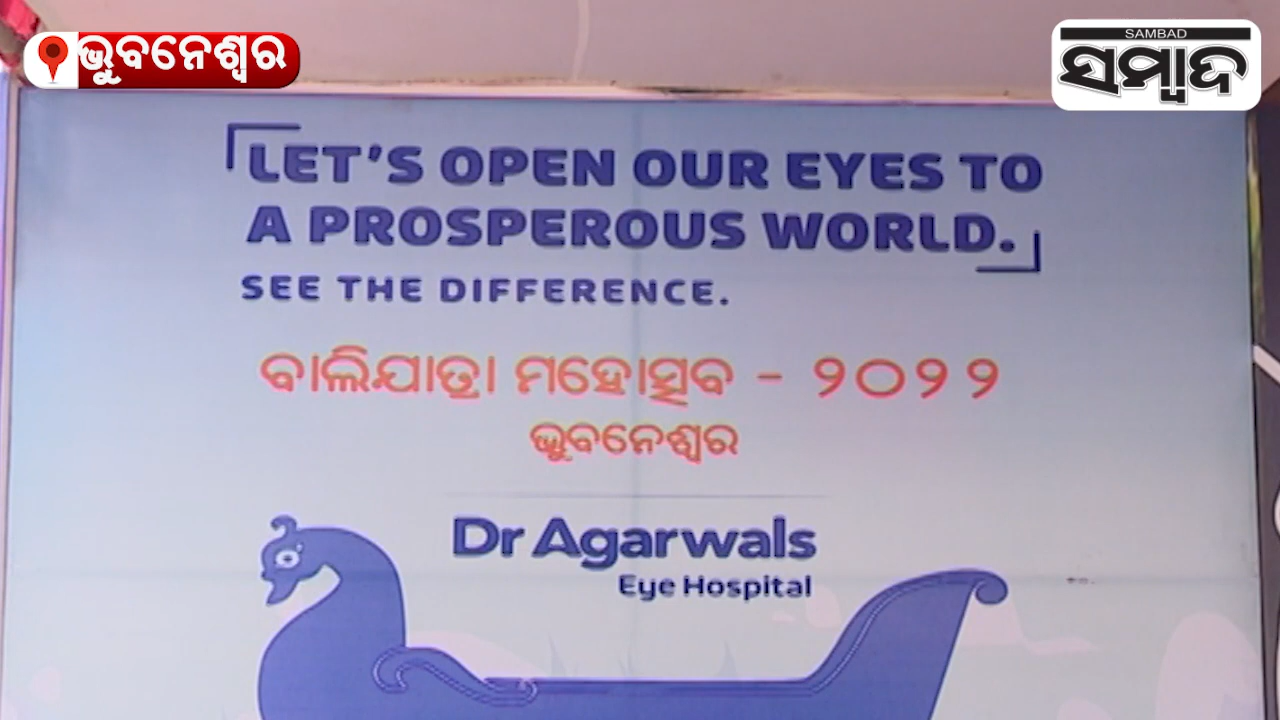 ଭୁବନେଶ୍ୱର
SAMBAD
ସମ୍ବାଦ
LET'S OPEN OUR EYES TO
A PROSPEROUS WORLD.
SEE THE DIFFERENCE.
ବାଲିଯାତ୍ରା ମହୋତ୍ସବ - ୨୦୨୨
ଭୁବନେଶ୍ୱର
Dr Agarwals
Eye Hospital